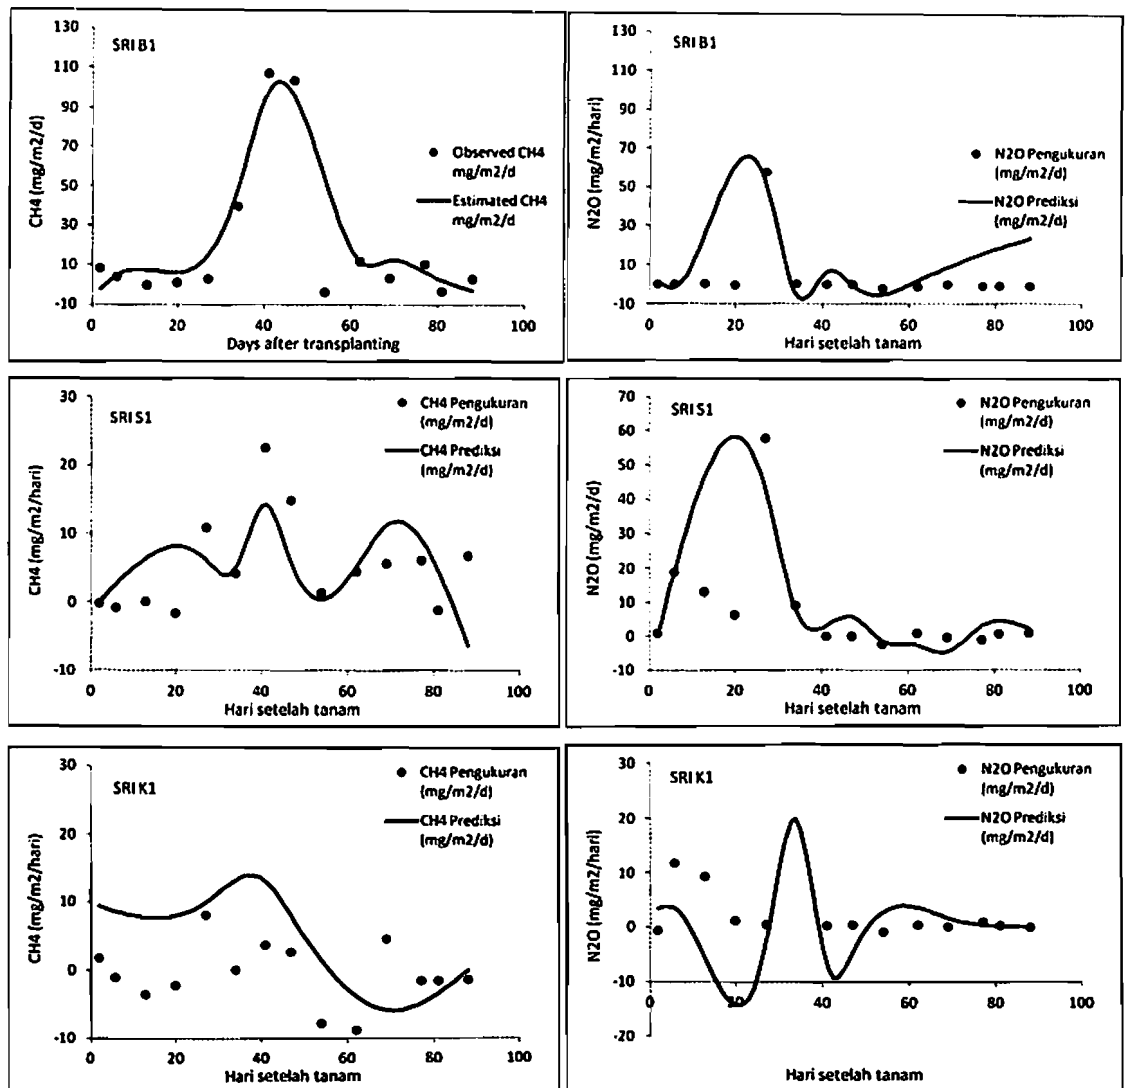 SRI B1
CH4 (mg/m2/d)
130
110
90
70
50
30
10
-10
0
20
40
60
80
100
Days after transplanting
Observed CH4
mg/m2/d
Estimated CH4
mg/m2/d
SRI B1
N2O (mg/m2/hari)
130
110
90
70
50
30
10
-10
0
20
40
60
80
100
Hari setelah tanam
N2O Pengukuran
(mg/m2/d)
N2O Prediksi
(mg/m2/d)
SRI S1
CH4 (mg/m2/hari)
30
20
10
0
-10
0
20
40
60
80
100
Hari setelah tanam
CH4 Pengukuran
(mg/m2/d)
CH4 Prediksi
(mg/m2/d)
SRI S1
N2O (mg/m2/d)
70
60
50
40
30
20
10
0
-10
0
20
40
60
80
100
Hari setelah tanam
N2O Pengukuran
(mg/m2/d)
N2O Prediksi
(mg/m2/d)
SRI K1
CH4 (mg/m2/hari)
30
20
10
0
-10
0
20
40
60
80
100
Hari setelah tanam
CH4 Pengukuran
(mg/m2/d)
CH4 Prediksi
(mg/m2/d)
SRI K1
N2O (mg/m2/hari)
30
20
10
0
-10
-20
0
20
40
60
80
100
Hari setelah tanam
N2O Pengukuran
(mg/m2/d)
N2O Prediksi
(mg/m2/d)